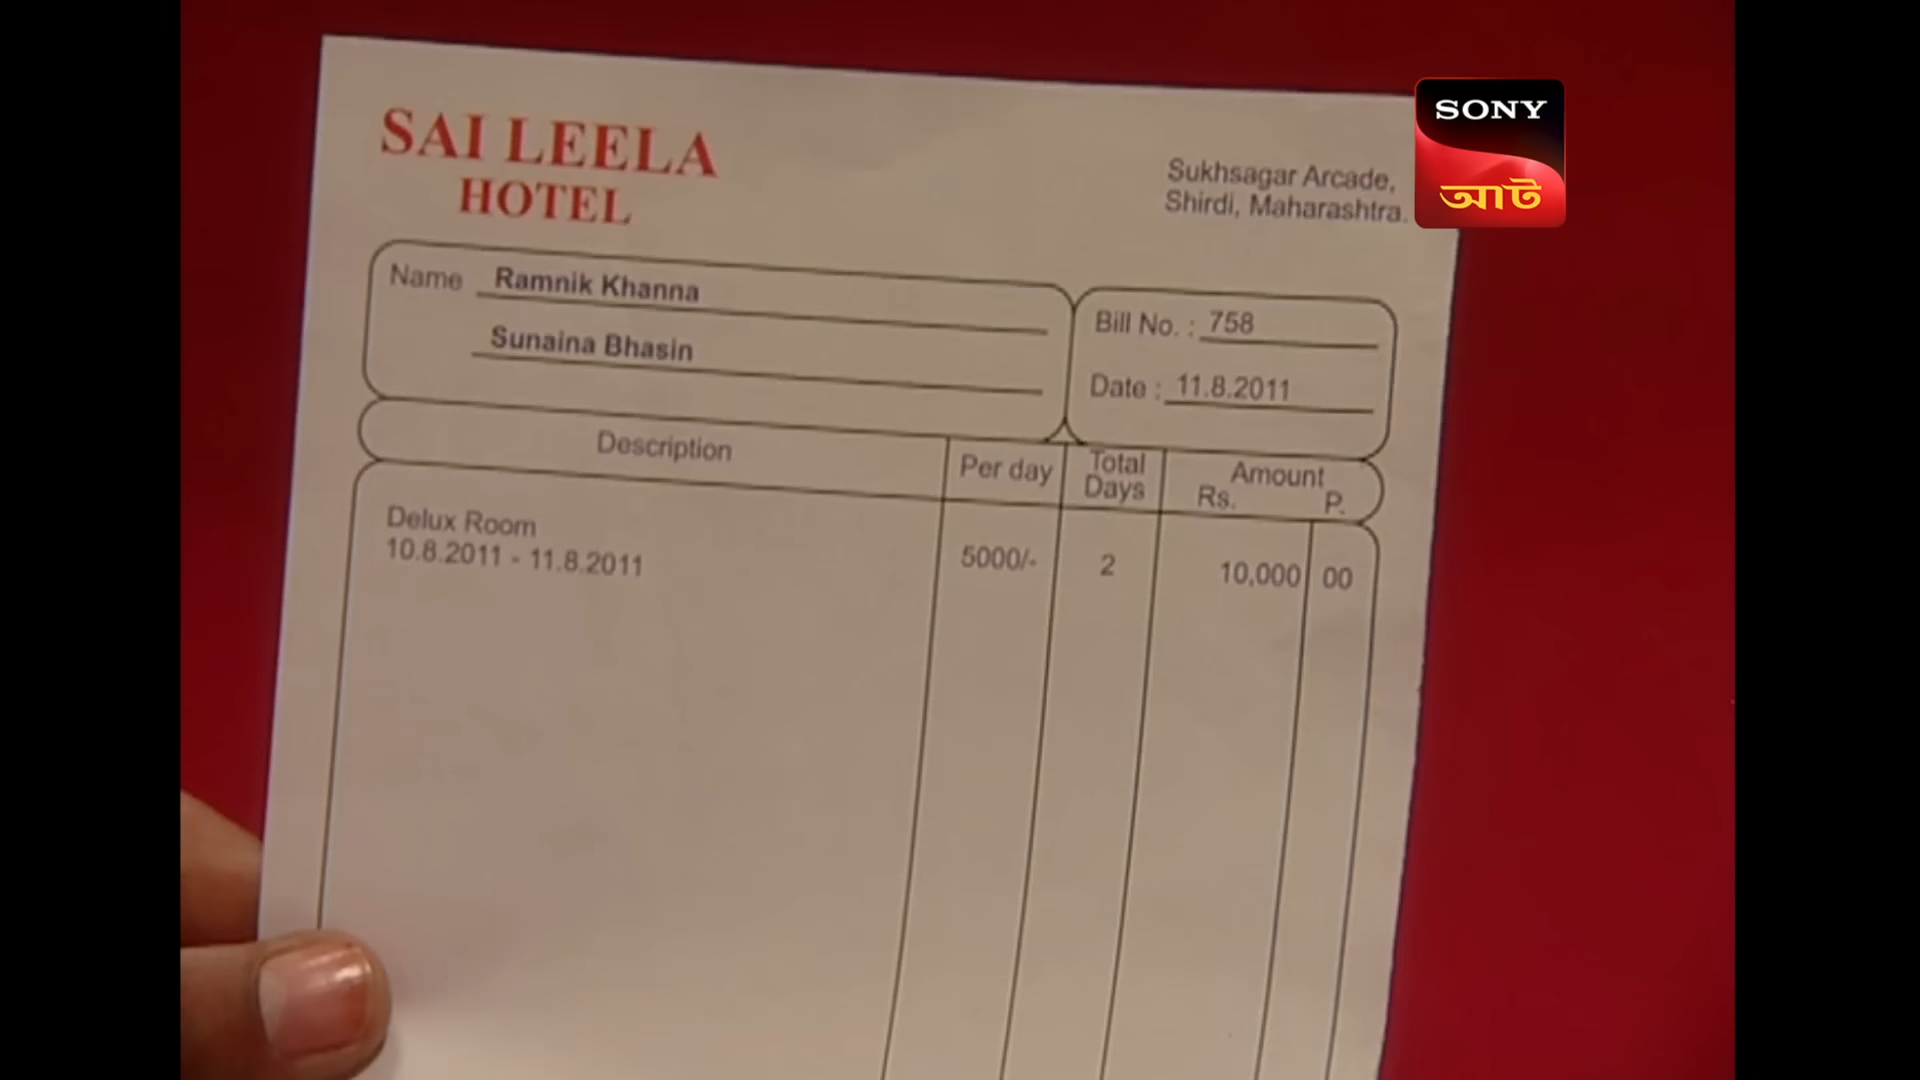 SAI LEELA
HOTEL
Sukhsagar Arcade,
Shirdi, Maharashtra.
SONY
আট
Name Ramnik Khanna
Sunaina Bhasin
Bill No. : 758
Date : 11.8.2011
Description
Per day
Total
Days
Amount
Rs. P.
Delux Room
10.8.2011 - 11.8.2011
5000/- 2 10,000 00